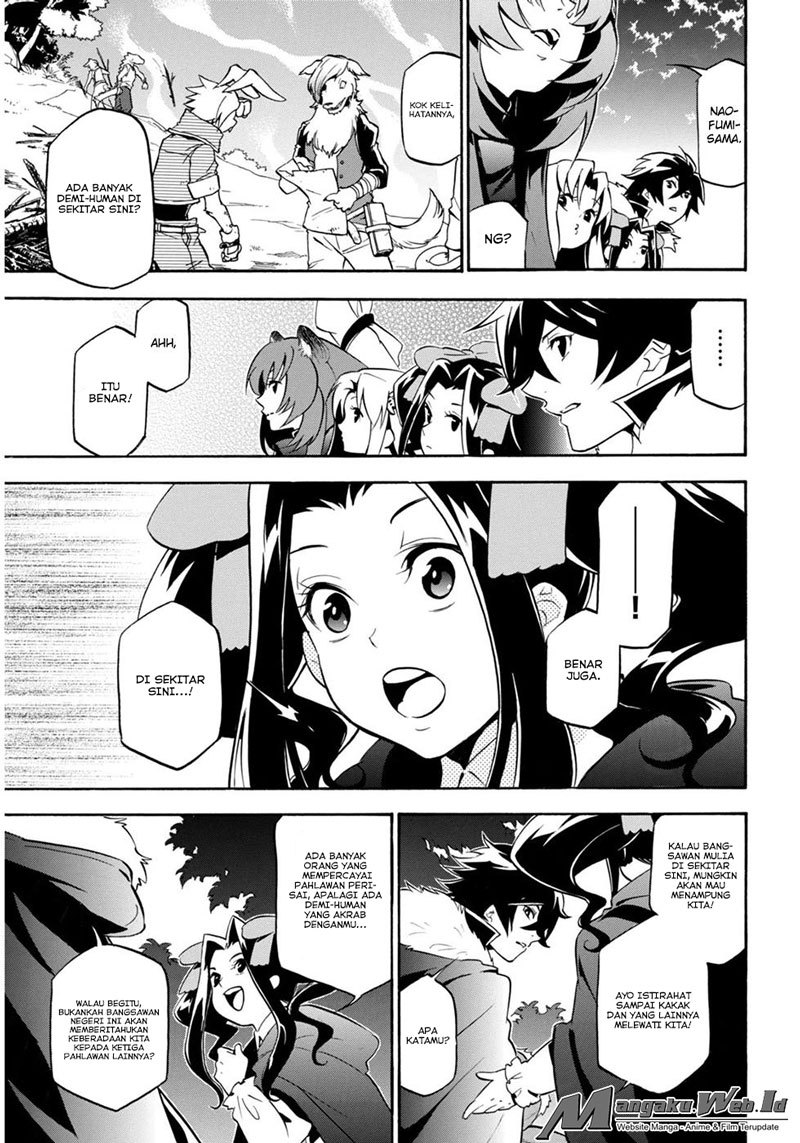 NAO-
FUMI-
SAMA.
NG?
KOK KELI-
HATANNYA,
ADA BANYAK
DEMI-HUMAN DI
SEKITAR SINI?
........
AHH,
ITU
BENAR!
!
BENAR
JUGA.
DI SEKITAR
SINI...!
KALAU BANG-
SAWAN MULIA
DI SEKITAR
SINI, MUNGKIN
AKAN MAU
MENAMPUNG
KITA!
AYO ISTIRAHAT
SAMPAI KAKAK
DAN YANG LAINNYA
MELEWATI KITA!
APA
KATAMU?
ADA BANYAK
ORANG YANG
MEMPERCAYAI
PAHLAWAN PERI-
SAI, APALAGI ADA
DEMI-HUMAN
YANG AKRAB
DENGANMU...
WALAU BEGITU,
BUKANKAH BANGSAWAN
NEGERI INI AKAN
MEMBERITAHUKAN
KEBERADAAN KITA
KEPADA KETIGA
PAHLAWAN LAINNYA?
Mangaku.Web.Id
Website Manga - Anime & Film Terupdate